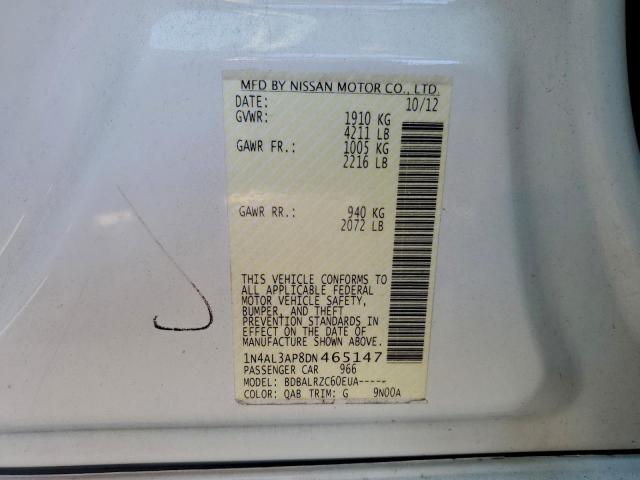 MFD BY NISSAN MOTOR CO., LTD.
DATE: 10/12
GVWR: 1910 KG
4211 LB
GAWR FR.: 1005 KG
2216 LB
GAWR RR.: 940 KG
2072 LB
THIS VEHICLE CONFORMS TO
ALL APPLICABLE FEDERAL
MOTOR VEHICLE SAFETY,
BUMPER, AND THEFT
PREVENTION STANDARDS IN
EFFECT ON THE DATE OF
MANUFACTURE SHOWN ABOVE.
1N4AL3AP8DN465147
PASSENGER CAR 966
MODEL: BDBALRZC60EUA-----
COLOR: QAB TRIM: G 9N00A